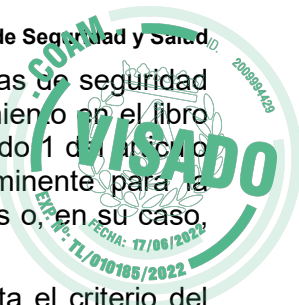 de Seguridad y Salud
as de seguridad
miento en el libro
do 1 del artículo
minente para la
s o, en su caso,
ta el criterio del
COAM
ID. 2009994429
VISADO
FECHA: 17/06/2022
EXP. Nº: TL/010185/2022